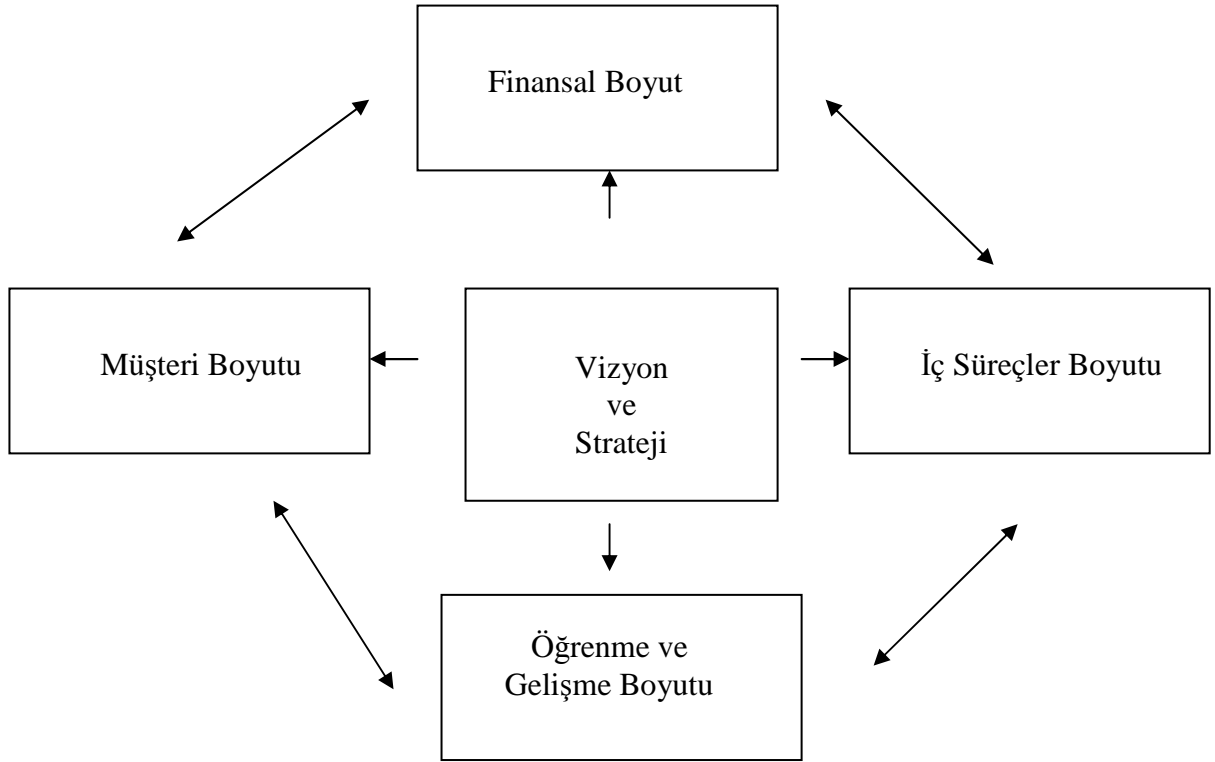 Finansal Boyut
Müşteri Boyutu
Vizyon
ve
Strateji
İç Süreçler Boyutu
Öğrenme ve
Gelişme Boyutu